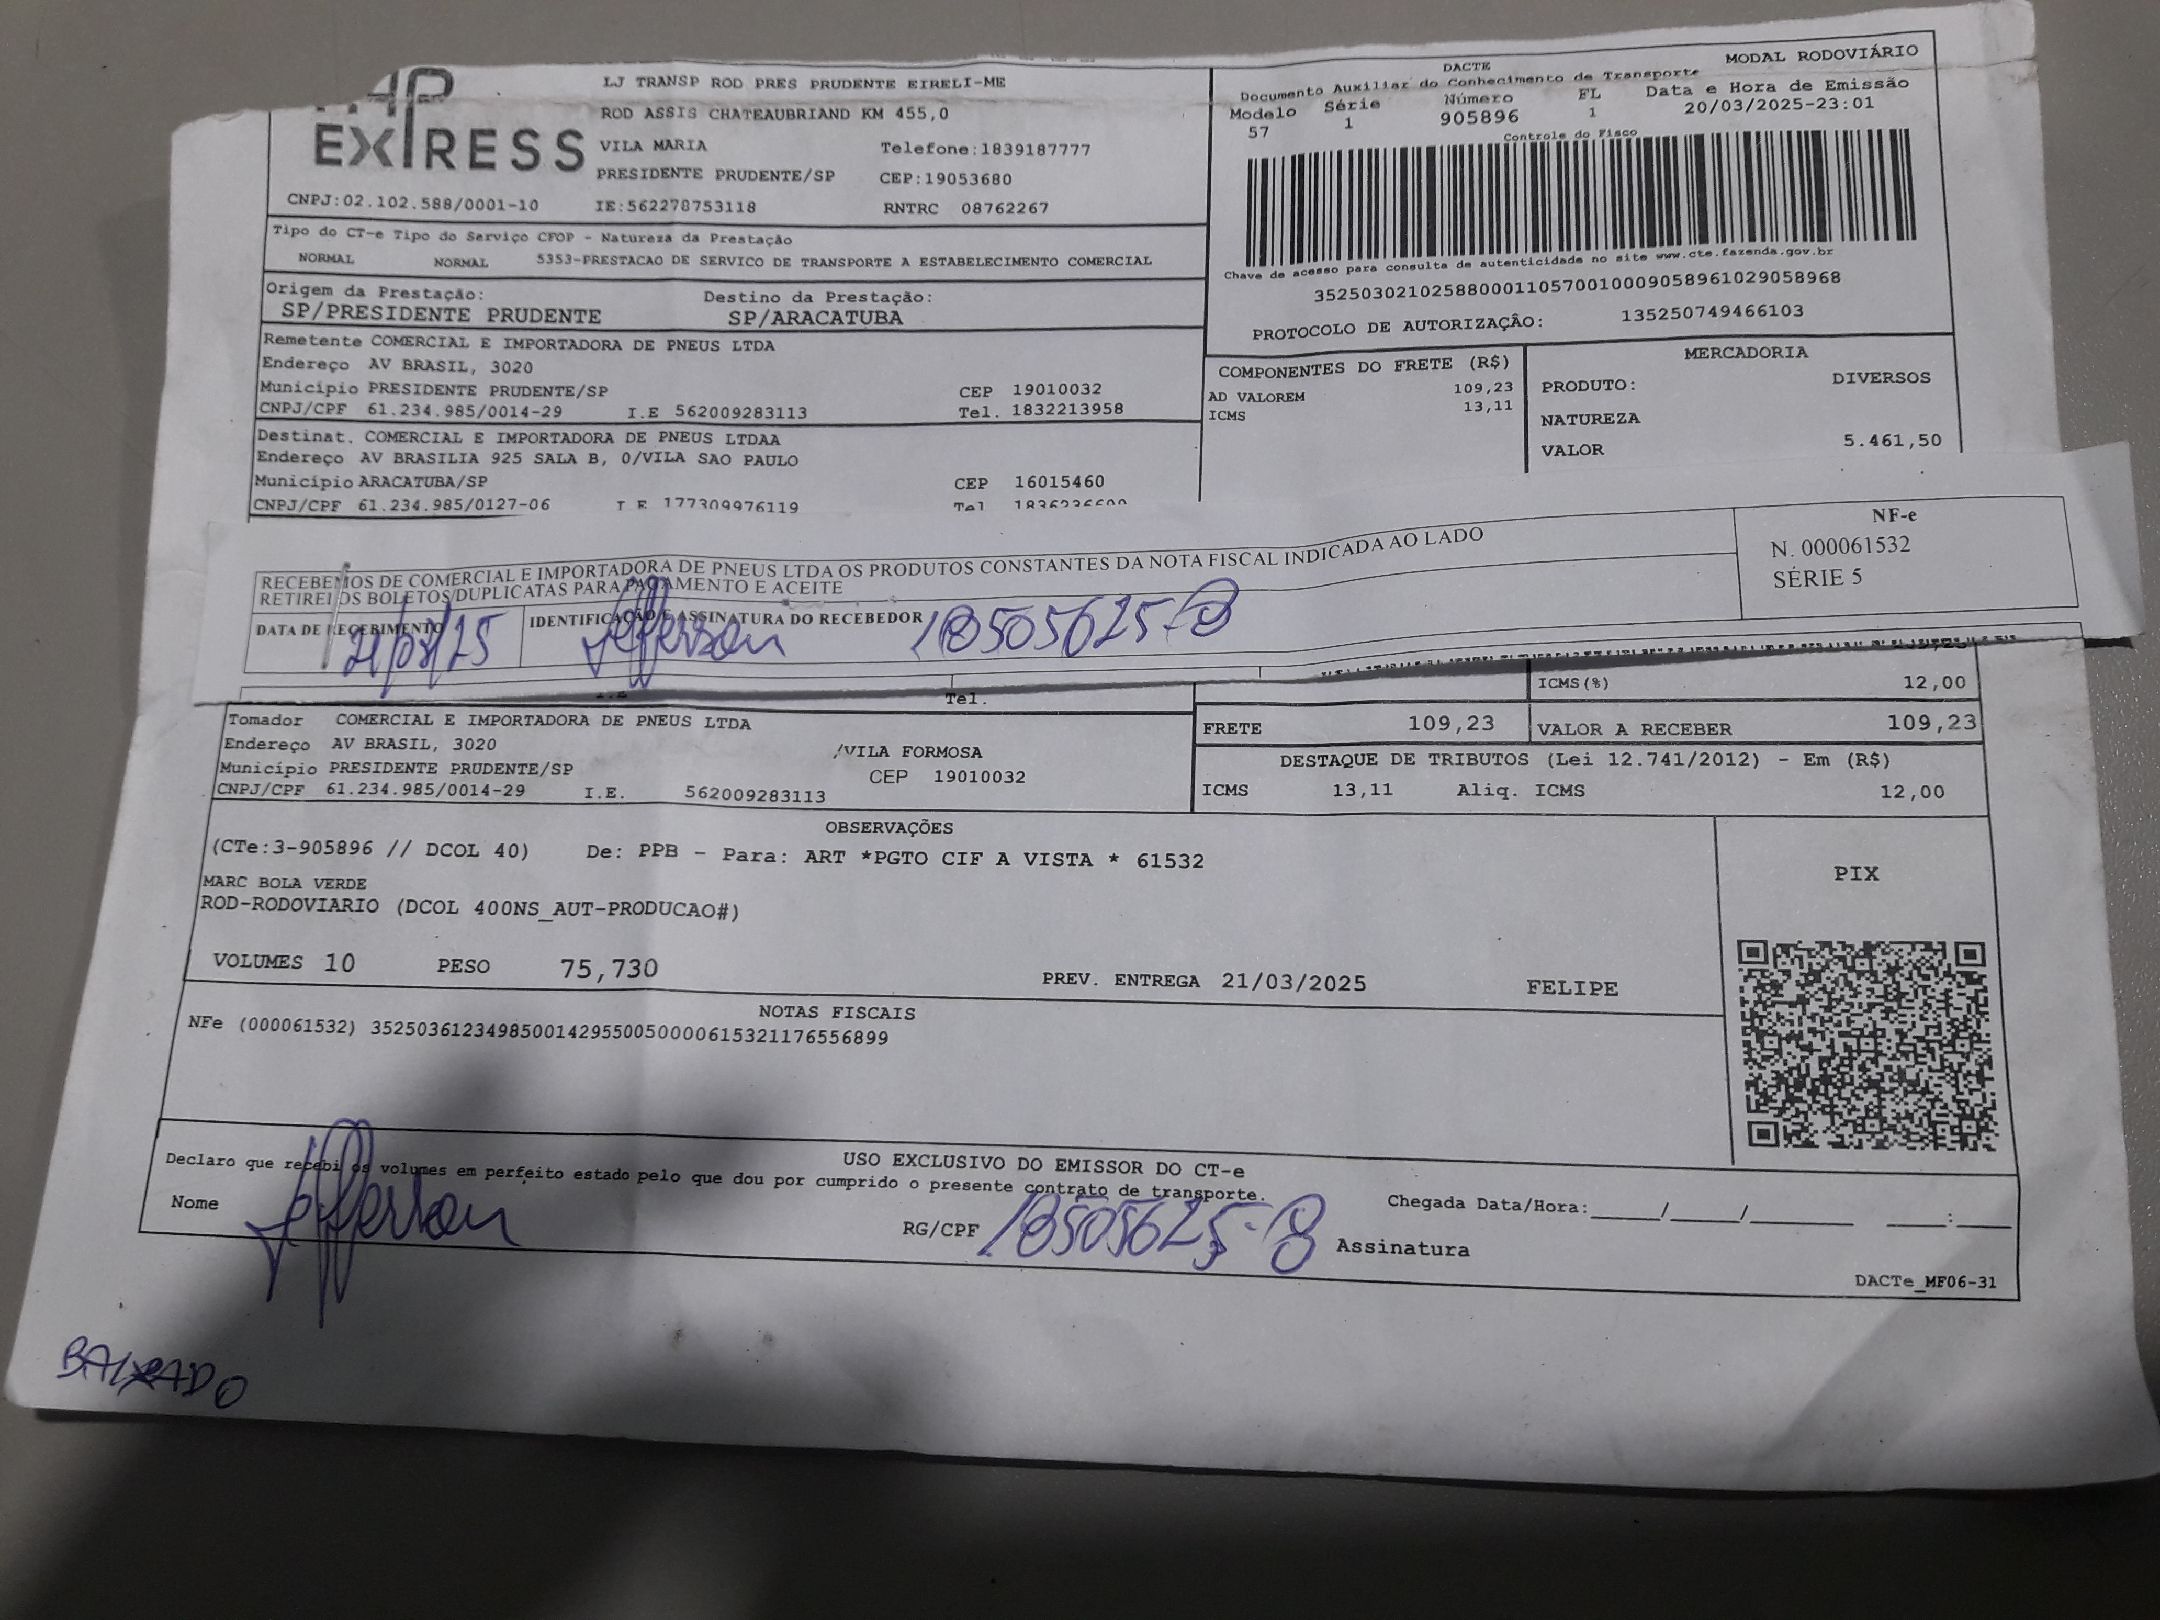 EXPRESS
LJ TRANSP ROD PRES PRUDENTE EIRELI-ME
ROD ASSIS CHATEAUBRIAND KM 455,0
VILA MARIA Telefone:1839187777
PRESIDENTE PRUDENTE/SP CEP:19053680
CNPJ:02.102.588/0001-10 IE:562278753118 RNTRC 08762267
DACTE MODAL RODOVIÁRIO
Documento Auxiliar do Conhecimento de Transporte
Modelo Série Número FL Data e Hora de Emissão
57 1 905896 1 20/03/2025-23:01
Controle do Fisco
Chave de acesso para consulta de autenticidade no site www.cte.fazenda.gov.br
35250302102588000110570010009058961029058968
PROTOCOLO DE AUTORIZAÇÃO: 135250749466103
Tipo do CT-e Tipo do Serviço CFOP - Natureza da Prestação
NORMAL NORMAL 5353-PRESTACAO DE SERVICO DE TRANSPORTE A ESTABELECIMENTO COMERCIAL
Origem da Prestação: Destino da Prestação:
SP/PRESIDENTE PRUDENTE SP/ARACATUBA
Remetente COMERCIAL E IMPORTADORA DE PNEUS LTDA
Endereço AV BRASIL, 3020
Município PRESIDENTE PRUDENTE/SP CEP 19010032
CNPJ/CPF 61.234.985/0014-29 I.E 562009283113 Tel. 1832213958
Destinat. COMERCIAL E IMPORTADORA DE PNEUS LTDAA
Endereço AV BRASILIA 925 SALA B, 0/VILA SAO PAULO
Município ARACATUBA/SP CEP 16015460
CNPJ/CPF 61.234.985/0127-06 I E 177309976119 Tel
COMPONENTES DO FRETE (R$)
AD VALOREM 109,23
ICMS 13,11
MERCADORIA
PRODUTO: DIVERSOS
NATUREZA
VALOR 5.461,50
RECEBEMOS DE COMERCIAL E IMPORTADORA DE PNEUS LTDA OS PRODUTOS CONSTANTES DA NOTA FISCAL INDICADA AO LADO
RETIREI OS BOLETOS/DUPLICATAS PARA PAGAMENTO E ACEITE
DATA DE RECEBIMENTO IDENTIFICAÇÃO E ASSINATURA DO RECEBEDOR
21/03/25 Jefferson 18505625-8
NF-e
N. 000061532
SÉRIE 5
I.E Tel.
ICMS(%) 12,00
FRETE 109,23 VALOR A RECEBER 109,23
DESTAQUE DE TRIBUTOS (Lei 12.741/2012) - Em (R$)
ICMS 13,11 Aliq. ICMS 12,00
Tomador COMERCIAL E IMPORTADORA DE PNEUS LTDA
Endereço AV BRASIL, 3020 /VILA FORMOSA
Município PRESIDENTE PRUDENTE/SP CEP 19010032
CNPJ/CPF 61.234.985/0014-29 I.E. 562009283113
OBSERVAÇÕES
(CTe:3-905896 // DCOL 40) De: PPB - Para: ART *PGTO CIF A VISTA * 61532
MARC BOLA VERDE
ROD-RODOVIARIO (DCOL 400NS_AUT-PRODUCAO#)
VOLUMES 10 PESO 75,730 PREV. ENTREGA 21/03/2025 FELIPE
PIX
NOTAS FISCAIS
NFe (000061532) 35250361234985001429550050000615321176556899
USO EXCLUSIVO DO EMISSOR DO CT-e
Declaro que recebi os volumes em perfeito estado pelo que dou por cumprido o presente contrato de transporte.
Nome Jefferson RG/CPF 18505625-8 Assinatura
Chegada Data/Hora:____/____/____ __:__
DACTe_MF06-31
BAIXADO